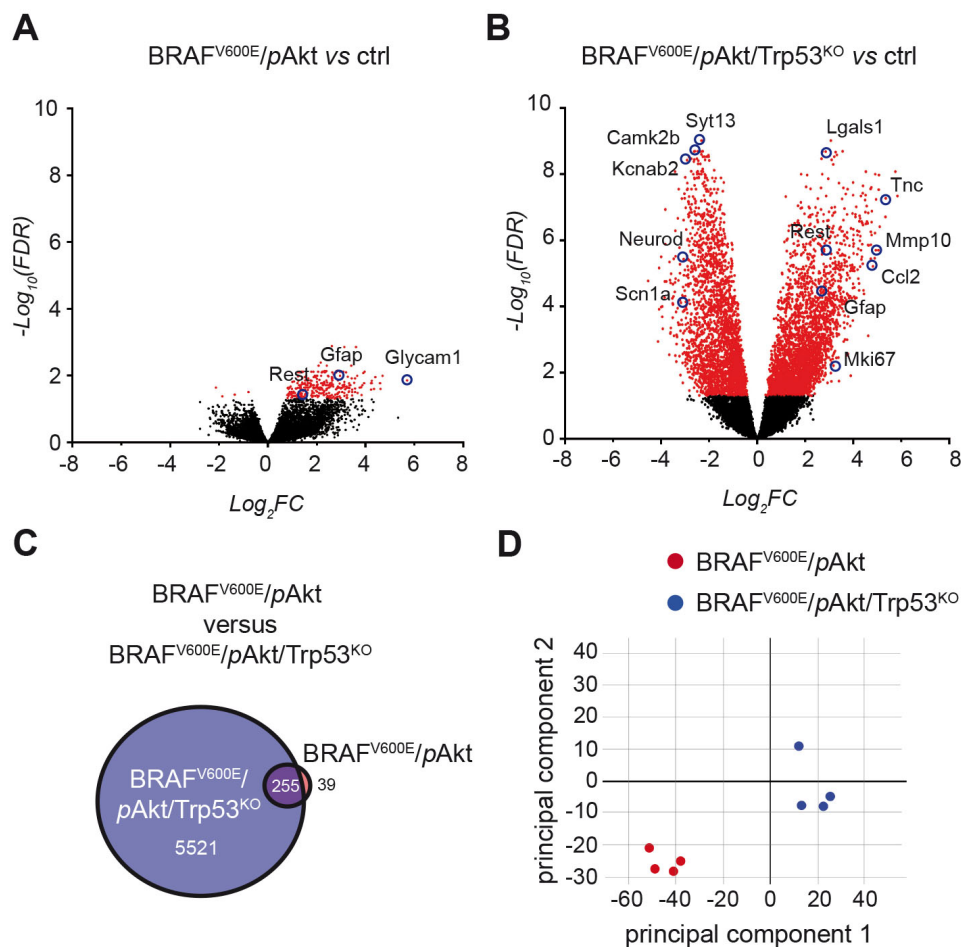 A
BRAFV600E/pAkt vs ctrl
10
8
6
4
2
0
-8 -6 -4 -2 0 2 4 6 8
-Log10(FDR)
Log2FC
Rest
Gfap
Glycam1
B
BRAFV600E/pAkt/Trp53KO vs ctrl
10
8
6
4
2
0
-8 -6 -4 -2 0 2 4 6 8
-Log10(FDR)
Log2FC
Syt13
Camk2b
Kcnab2
Neurod
Scn1a
Lgals1
Tnc
Rest
Mmp10
Ccl2
Gfap
Mki67
C
BRAFV600E/pAkt
versus
BRAFV600E/pAkt/Trp53KO
BRAFV600E/pAkt
BRAFV600E/
pAkt/Trp53KO
5521
255
39
D
BRAFV600E/pAkt
BRAFV600E/pAkt/Trp53KO
principal component 2
40
30
20
10
0
-10
-20
-30
-60 -40 -20 0 20 40
principal component 1